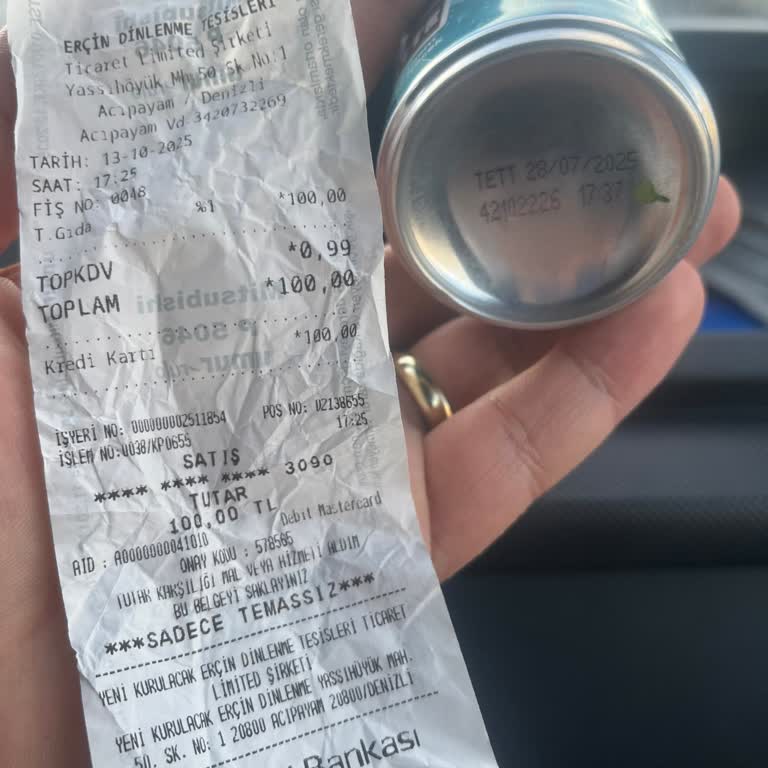 ERÇİN DİNLENME TESİSLERİ
Ticaret Limited Şirketi
Yassıhöyük Mh.50 Sk.No:1
Acıpayam / Denizli
Acıpayam Vd 3420732269
TARİH: 13-10-2025
SAAT: 17:25
FİŞ NO: 0048
T.Gıda %1 *100,00
TOPKDV *0,99
TOPLAM *100,00
Kredi Kartı *100,00
İŞYERİ NO: 000000002511854 POS NO: 02138655
İŞLEM NO:0038/KP0655 17:25
SATIŞ
**** **** **** 3090
TUTAR
100,00 TL
Debit Mastercard
AID : A0000000041010
ONAY KODU : 578565
TUTAR KARŞILIĞI MAL VEYA HİZMETİ ALDIM
BU BELGEYİ SAKLAYINIZ
***SADECE TEMASSIZ***
YENİ KURULACAK ERÇİN DİNLENME TESİSLERİ TİCARET
LİMİTED ŞİRKETİ
YENİ KURULACAK ERÇİN DİNLENME YASSIHÜYÜK MAH.
50. SK. NO: 1 20800 ACIPAYAM 20800/DENİZLİ
Bankası
TETT 28/07/2025
42102226 17:37